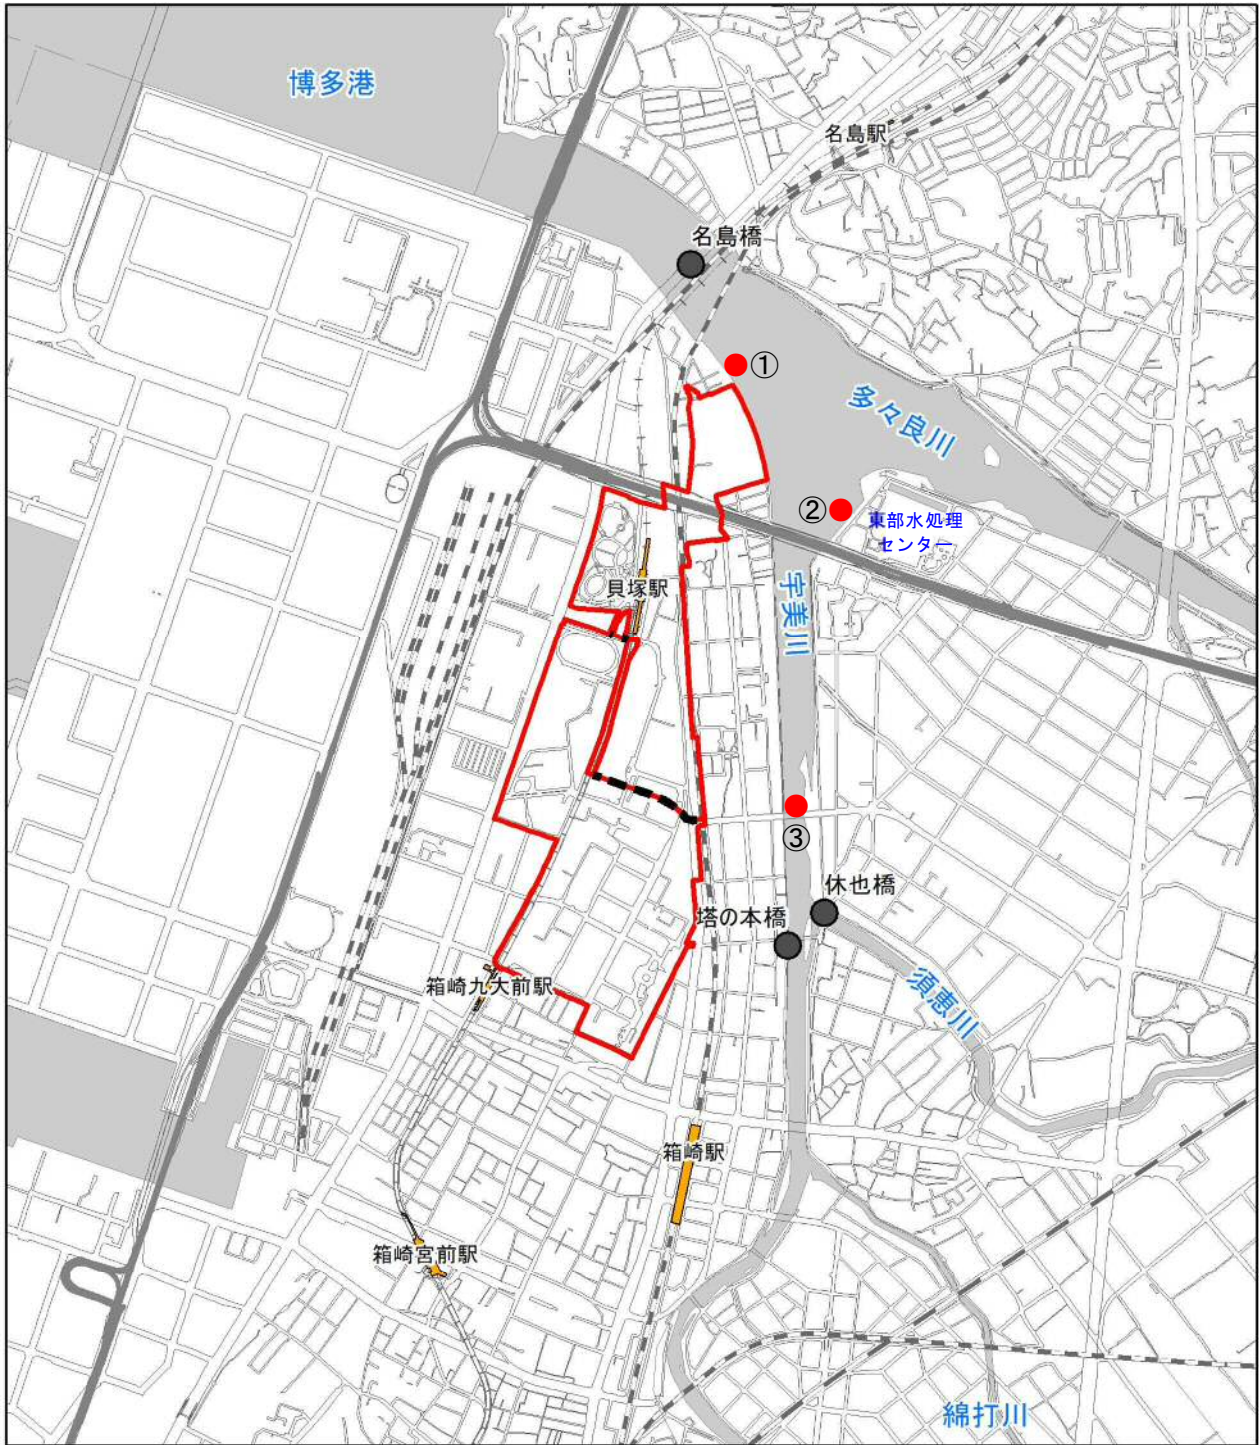 博多港
名島駅
名島橋
①
多々良川
②
東部水処理
センター
貝塚駅
宇美川
③
休也橋
塔の本橋
須恵川
箱崎九大前駅
箱崎駅
箱崎宮前駅
綿打川